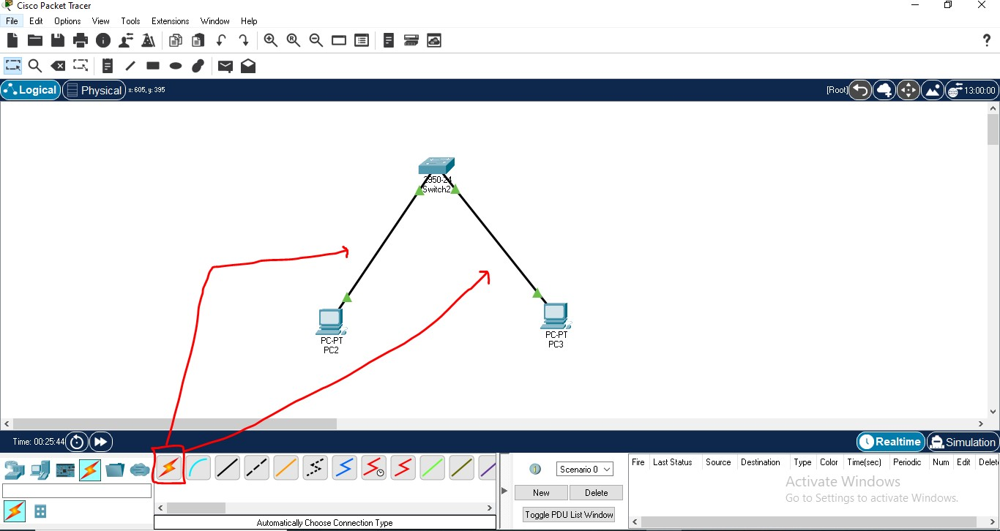 Cisco Packet Tracer
File Edit Options View Tools Extensions Window Help
Logical Physical x: 605, y: 395 [Root] 13:00:00
2950-24
Switch2
PC-PT
PC2
PC-PT
PC3
Time: 00:25:44 Realtime Simulation
Scenario 0
New Delete
Toggle PDU List Window
Automatically Choose Connection Type
Fire Last Status Source Destination Type Color Time(sec) Periodic Num Edit Delet
Activate Windows
Go to Settings to activate Windows.